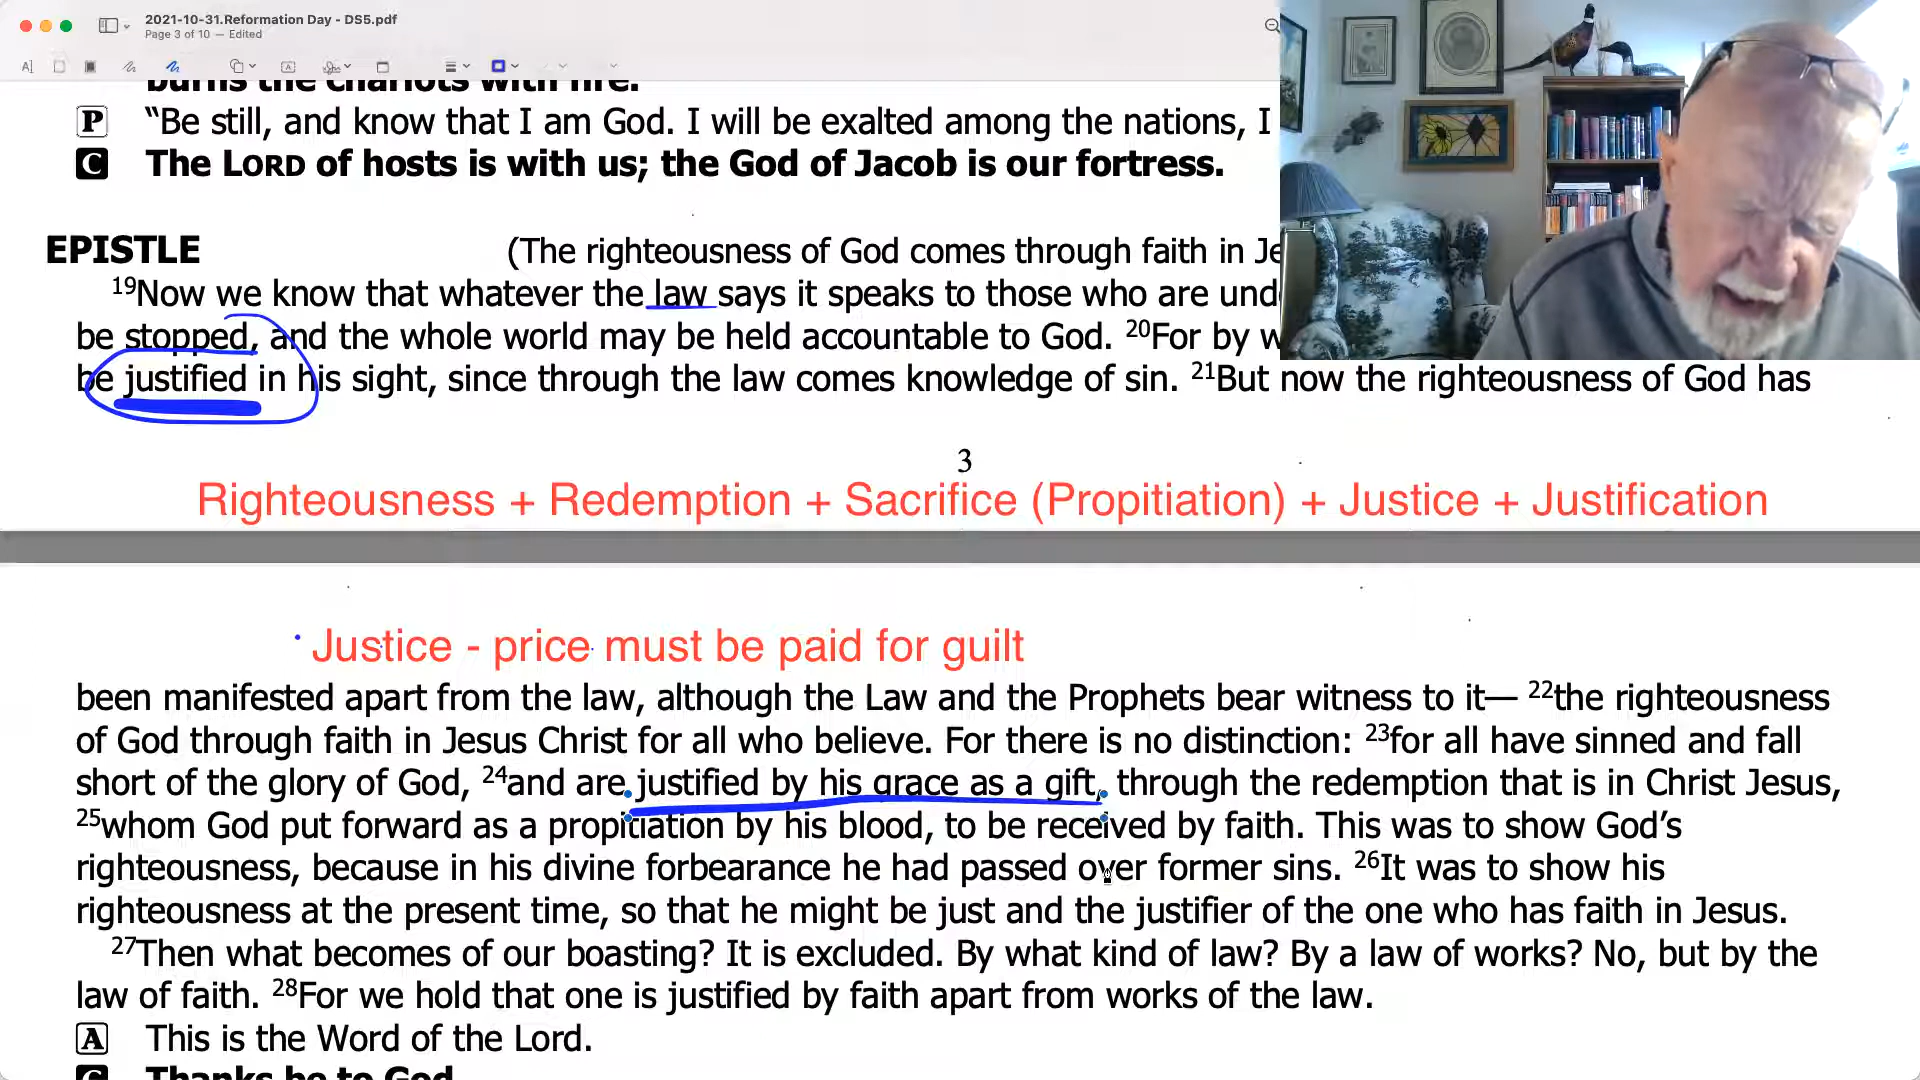 2021-10-31.Reformation Day - DS5.pdf
Page 3 of 10 — Edited
burns the chariots with fire.
P "Be still, and know that I am God. I will be exalted among the nations, I
C The LORD of hosts is with us; the God of Jacob is our fortress.
EPISTLE (The righteousness of God comes through faith in Je
19Now we know that whatever the law says it speaks to those who are und
be stopped, and the whole world may be held accountable to God. 20For by w
be justified in his sight, since through the law comes knowledge of sin. 21But now the righteousness of God has
3
Righteousness + Redemption + Sacrifice (Propitiation) + Justice + Justification
Justice - price must be paid for guilt
been manifested apart from the law, although the Law and the Prophets bear witness to it— 22the righteousness
of God through faith in Jesus Christ for all who believe. For there is no distinction: 23for all have sinned and fall
short of the glory of God, 24and are justified by his grace as a gift, through the redemption that is in Christ Jesus,
25whom God put forward as a propitiation by his blood, to be received by faith. This was to show God's
righteousness, because in his divine forbearance he had passed over former sins. 26It was to show his
righteousness at the present time, so that he might be just and the justifier of the one who has faith in Jesus.
27Then what becomes of our boasting? It is excluded. By what kind of law? By a law of works? No, but by the
law of faith. 28For we hold that one is justified by faith apart from works of the law.
A This is the Word of the Lord.
C Thanks be to God